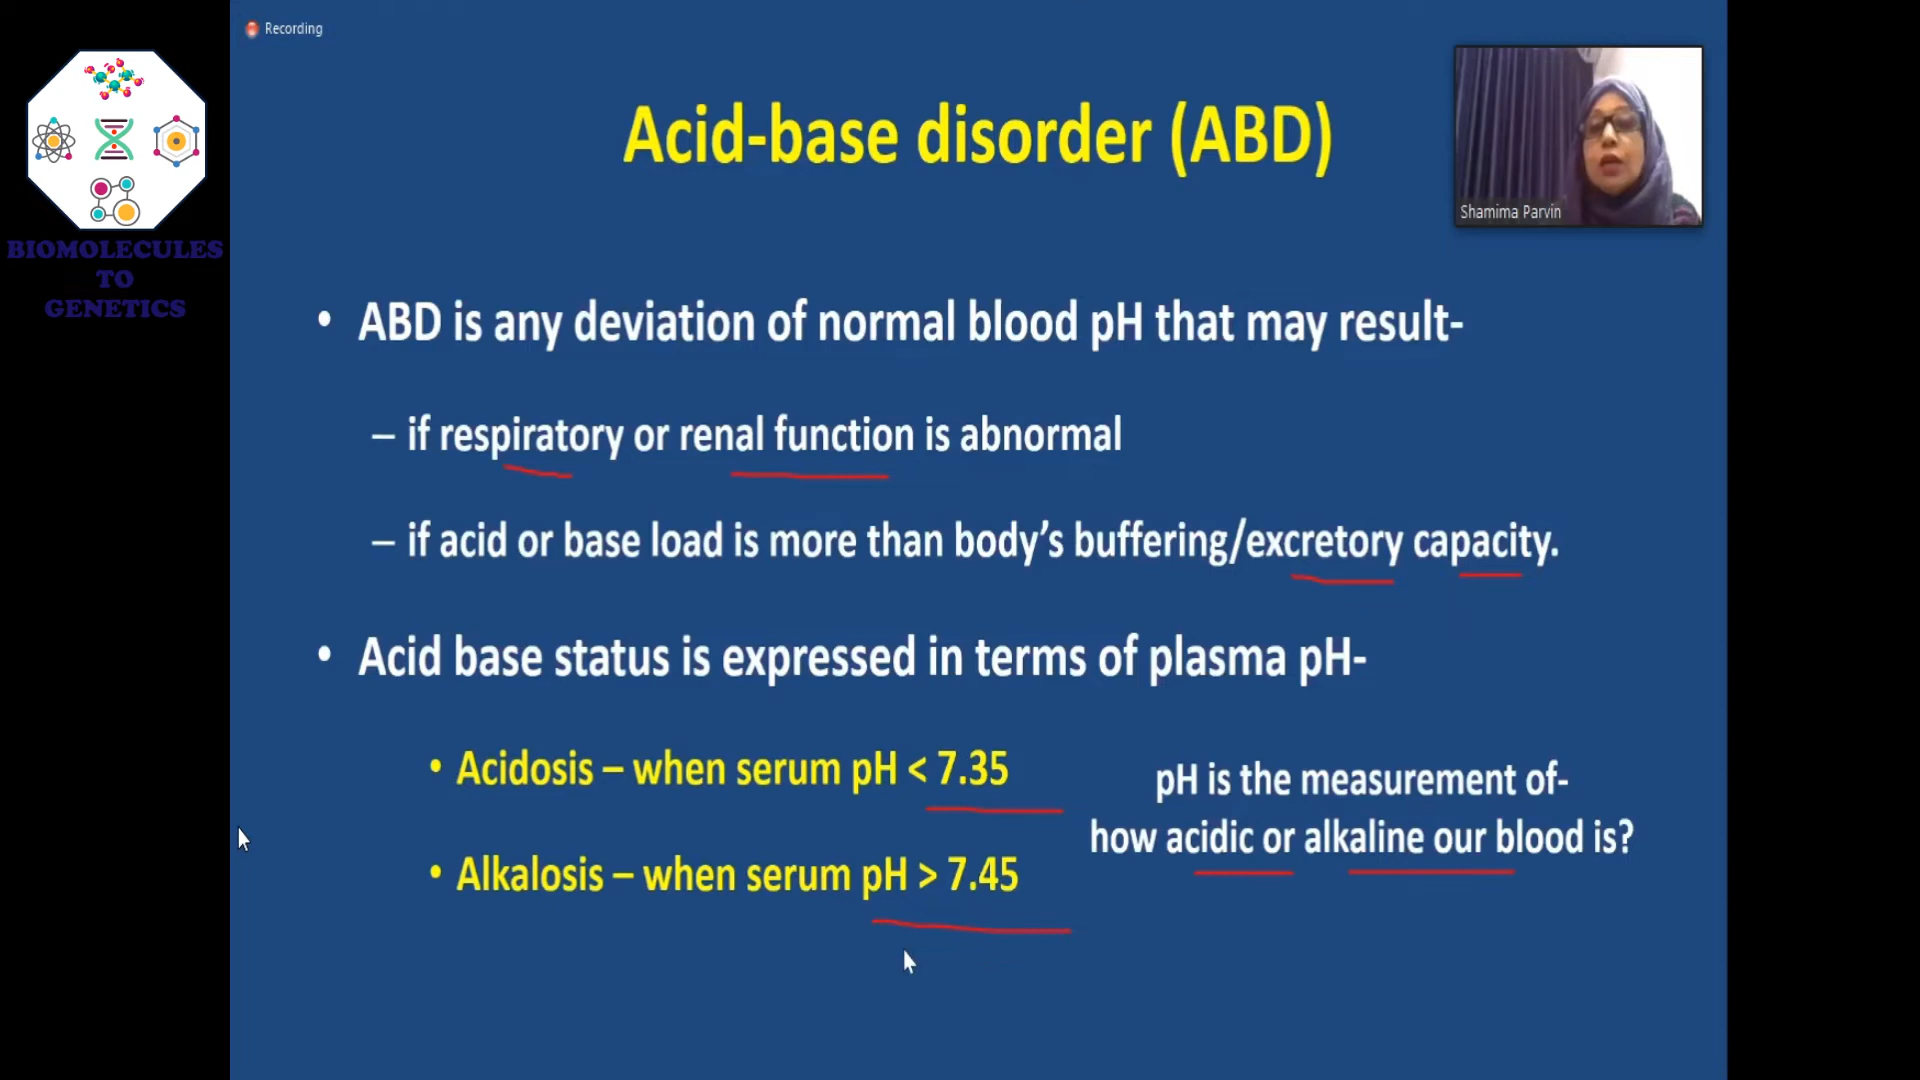 Recording
BIOMOLECULES
TO
GENETICS
Acid-base disorder (ABD)
Shamima Parvin
• ABD is any deviation of normal blood pH that may result-
– if respiratory or renal function is abnormal
– if acid or base load is more than body’s buffering/excretory capacity.
• Acid base status is expressed in terms of plasma pH-
• Acidosis – when serum pH < 7.35
• Alkalosis – when serum pH > 7.45
pH is the measurement of-
how acidic or alkaline our blood is?